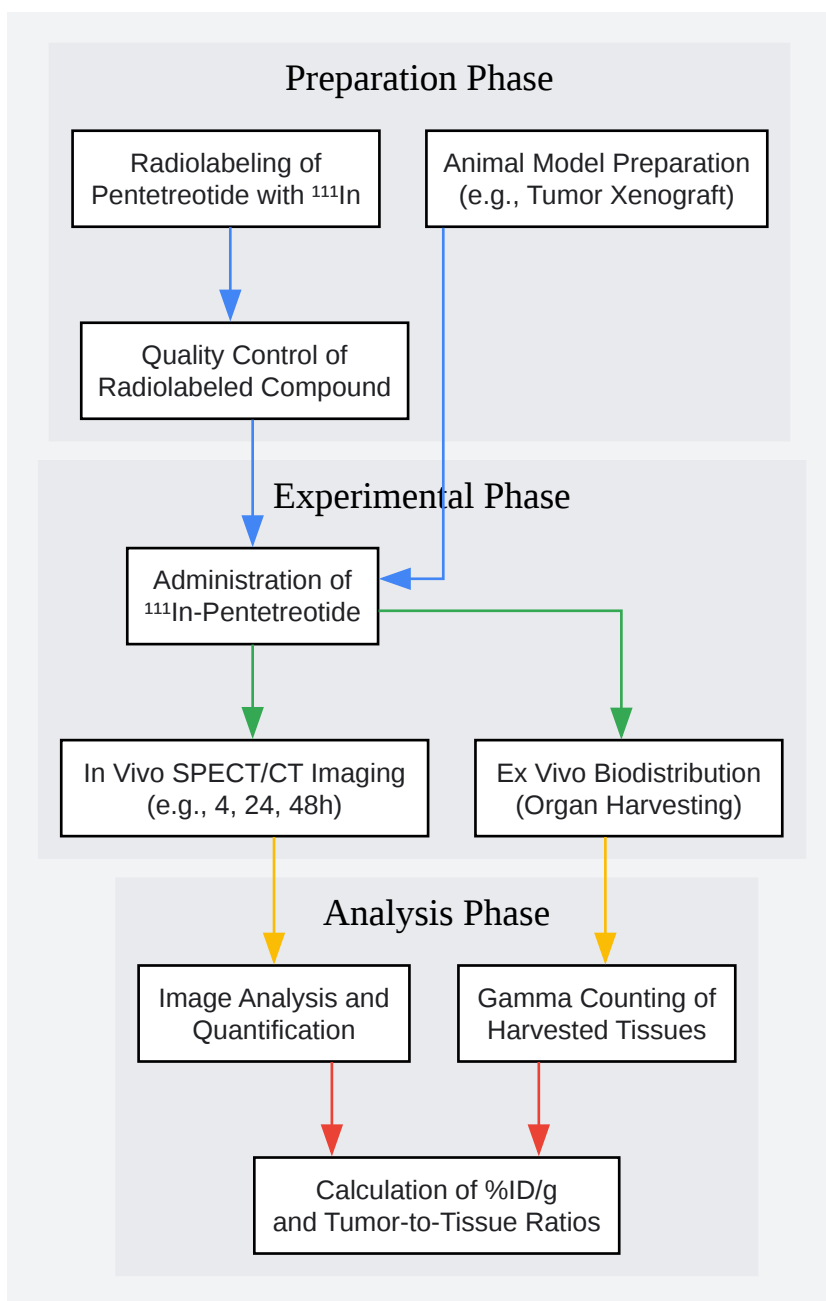 Preparation Phase
Radiolabeling of
Pentetreotide with ¹¹¹In
Animal Model Preparation
(e.g., Tumor Xenograft)
Quality Control of
Radiolabeled Compound
Experimental Phase
Administration of
¹¹¹In-Pentetreotide
In Vivo SPECT/CT Imaging
(e.g., 4, 24, 48h)
Ex Vivo Biodistribution
(Organ Harvesting)
Analysis Phase
Image Analysis and
Quantification
Gamma Counting of
Harvested Tissues
Calculation of %ID/g
and Tumor-to-Tissue Ratios